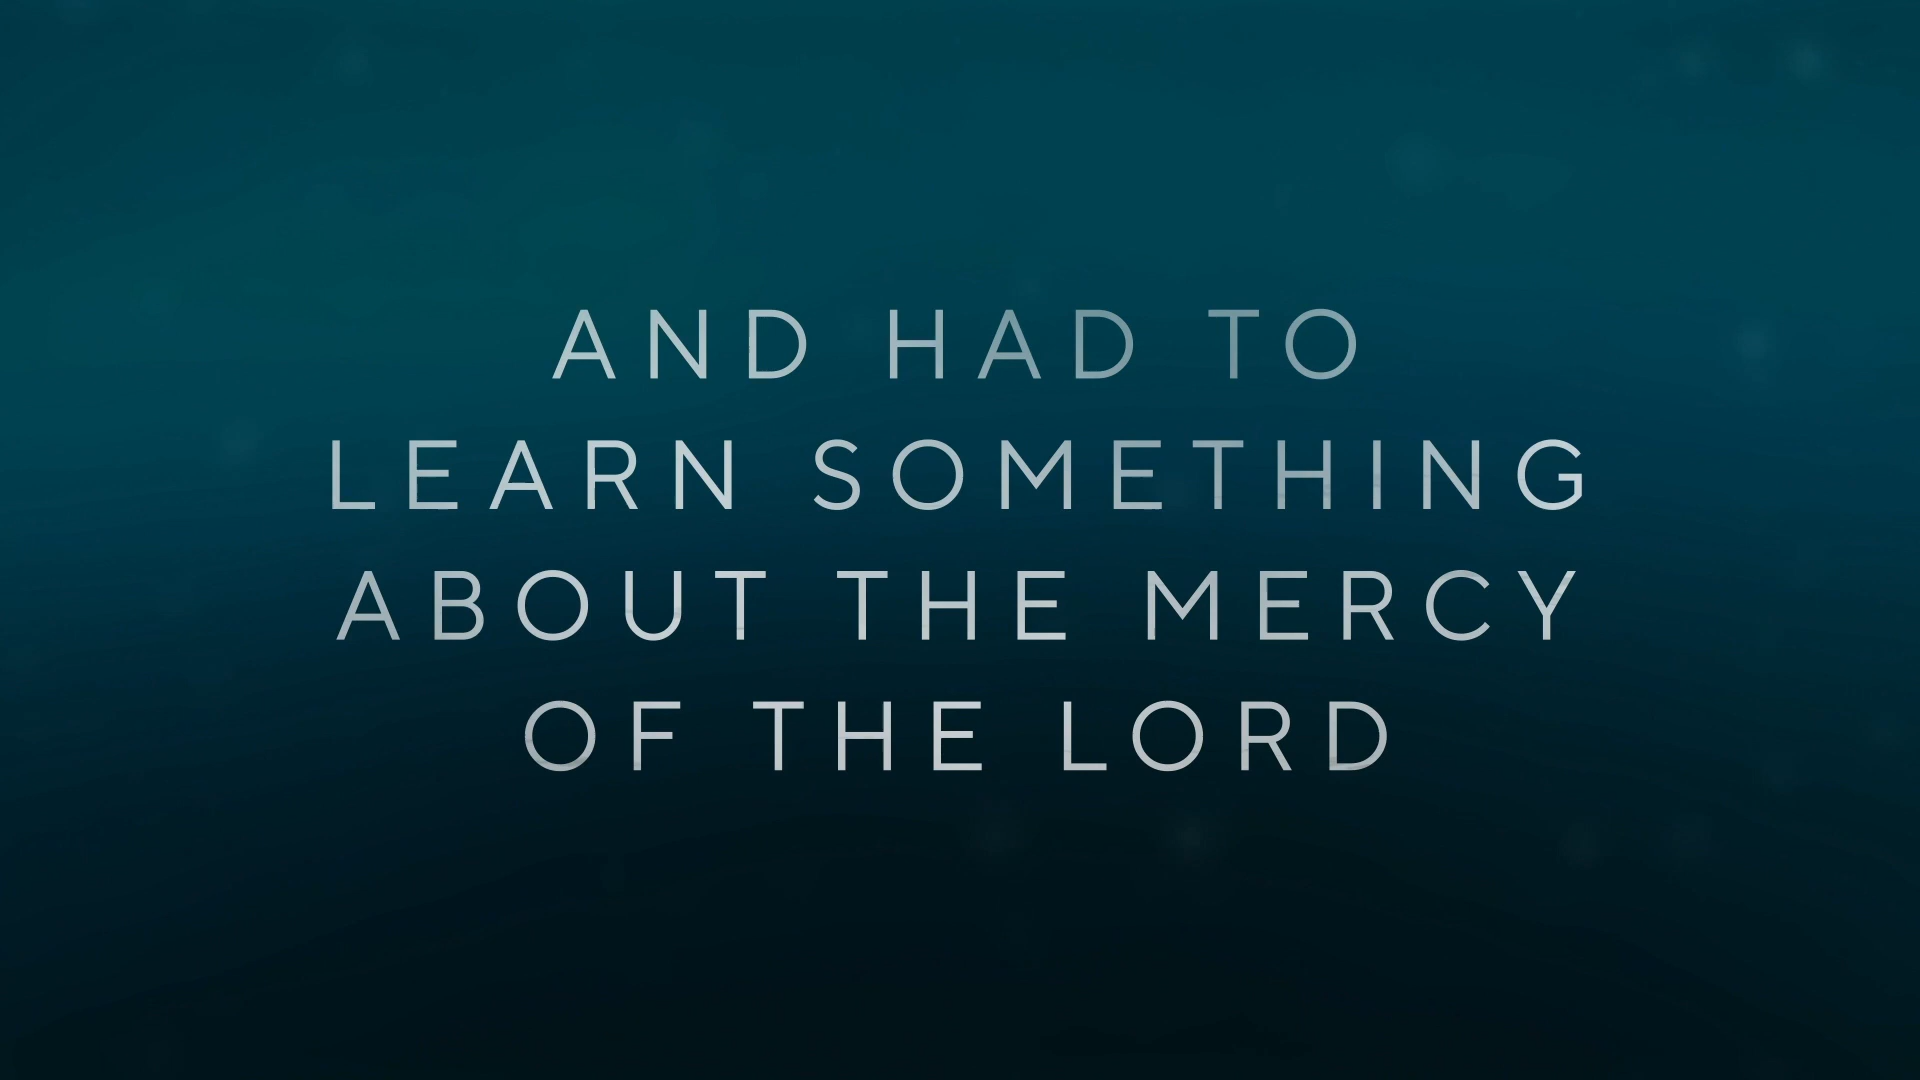 AND HAD TO
LEARN SOMETHING
ABOUT THE MERCY
OF THE LORD